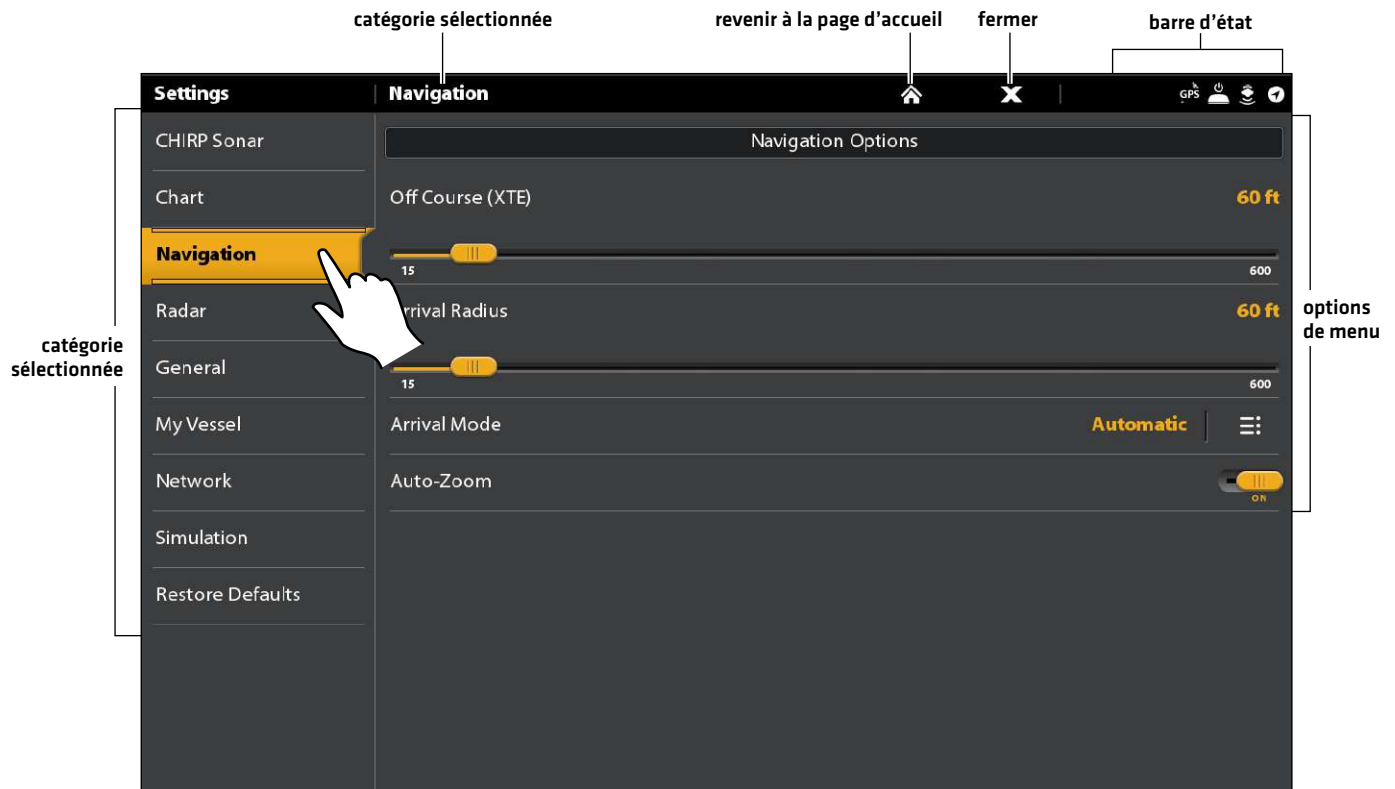 catégorie sélectionnée
revenir à la page d'accueil
fermer
barre d'état
Settings
Navigation
GPS
CHIRP Sonar
Chart
Navigation
Radar
General
My Vessel
Network
Simulation
Restore Defaults
catégorie
sélectionnée
Navigation Options
Off Course (XTE) 60 ft
15 600
rrival Radius 60 ft
15 600
Arrival Mode Automatic
Auto-Zoom
ON
options
de menu